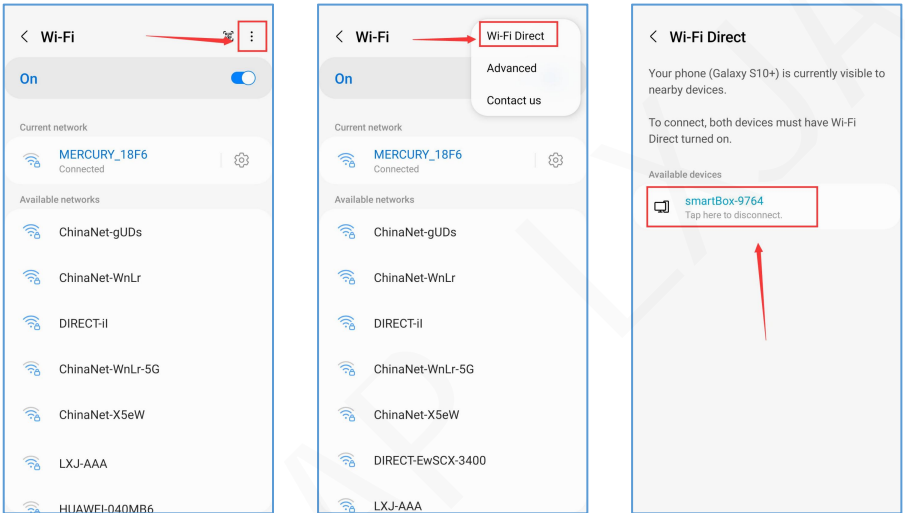 Wi-Fi
On
Current network
MERCURY_18F6
Connected
Available networks
ChinaNet-gUDs
ChinaNet-WnLr
DIRECT-iI
ChinaNet-WnLr-5G
ChinaNet-X5eW
LXJ-AAA
HUAWEI-040MB6
Wi-Fi
Wi-Fi Direct
Advanced
Contact us
On
Current network
MERCURY_18F6
Connected
Available networks
ChinaNet-gUDs
ChinaNet-WnLr
DIRECT-iI
ChinaNet-WnLr-5G
ChinaNet-X5eW
DIRECT-EwSCX-3400
LXJ-AAA
Wi-Fi Direct
Your phone (Galaxy S10+) is currently visible to
nearby devices.
To connect, both devices must have Wi-Fi
Direct turned on.
Available devices
smartBox-9764
Tap here to disconnect.